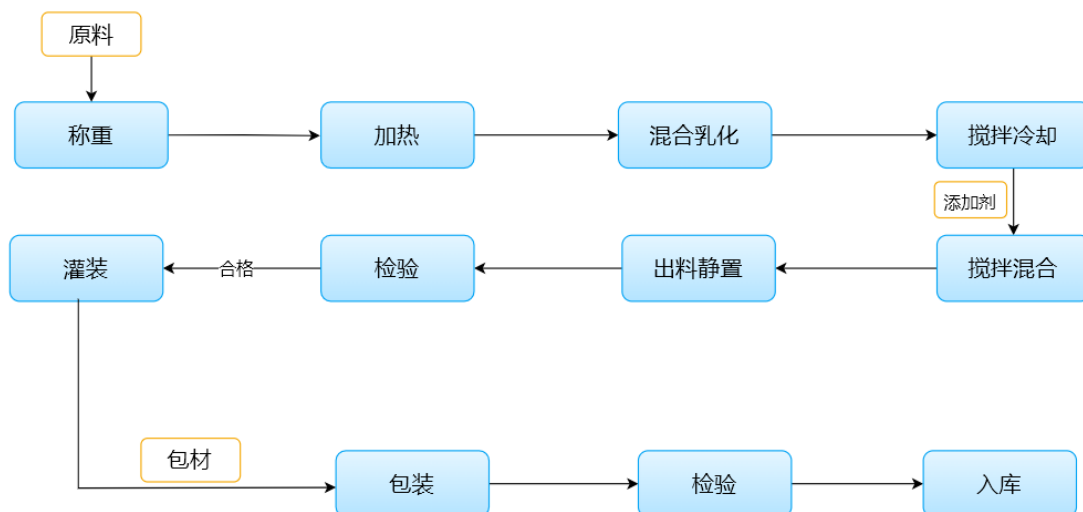 原料
称重
加热
混合乳化
搅拌冷却
添加剂
搅拌混合
出料静置
检验
合格
灌装
包材
包装
检验
入库